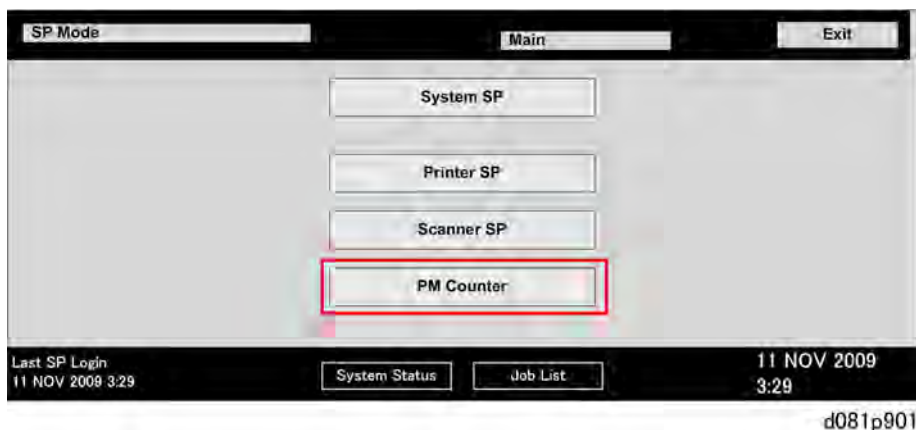 SP Mode
Main
Exit
System SP
Printer SP
Scanner SP
PM Counter
Last SP Login
11 NOV 2009 3:29
System Status
Job List
11 NOV 2009
3:29
d081p901